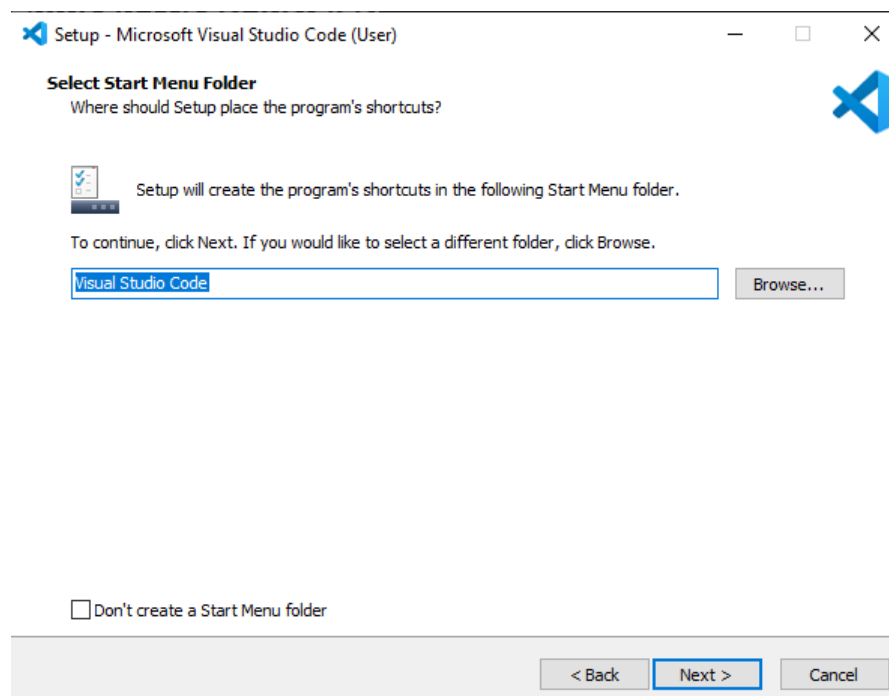 Setup - Microsoft Visual Studio Code (User)
Select Start Menu Folder
Where should Setup place the program's shortcuts?
Setup will create the program's shortcuts in the following Start Menu folder.
To continue, click Next. If you would like to select a different folder, click Browse.
Visual Studio Code
Browse...
Don't create a Start Menu folder
< Back
Next >
Cancel